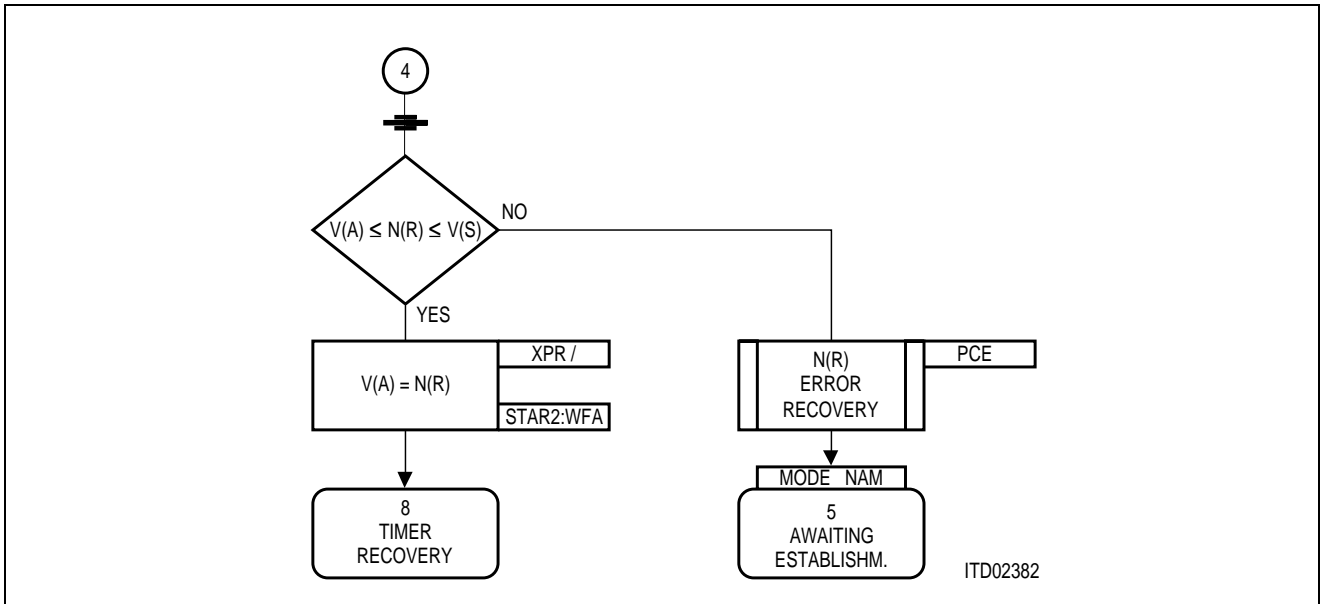 4
V(A) ≤ N(R) ≤ V(S)
NO
YES
V(A) = N(R)
XPR /
STAR2:WFA
N(R)
ERROR
RECOVERY
PCE
8
TIMER
RECOVERY
MODE NAM
5
AWAITING
ESTABLISHM.
ITD02382